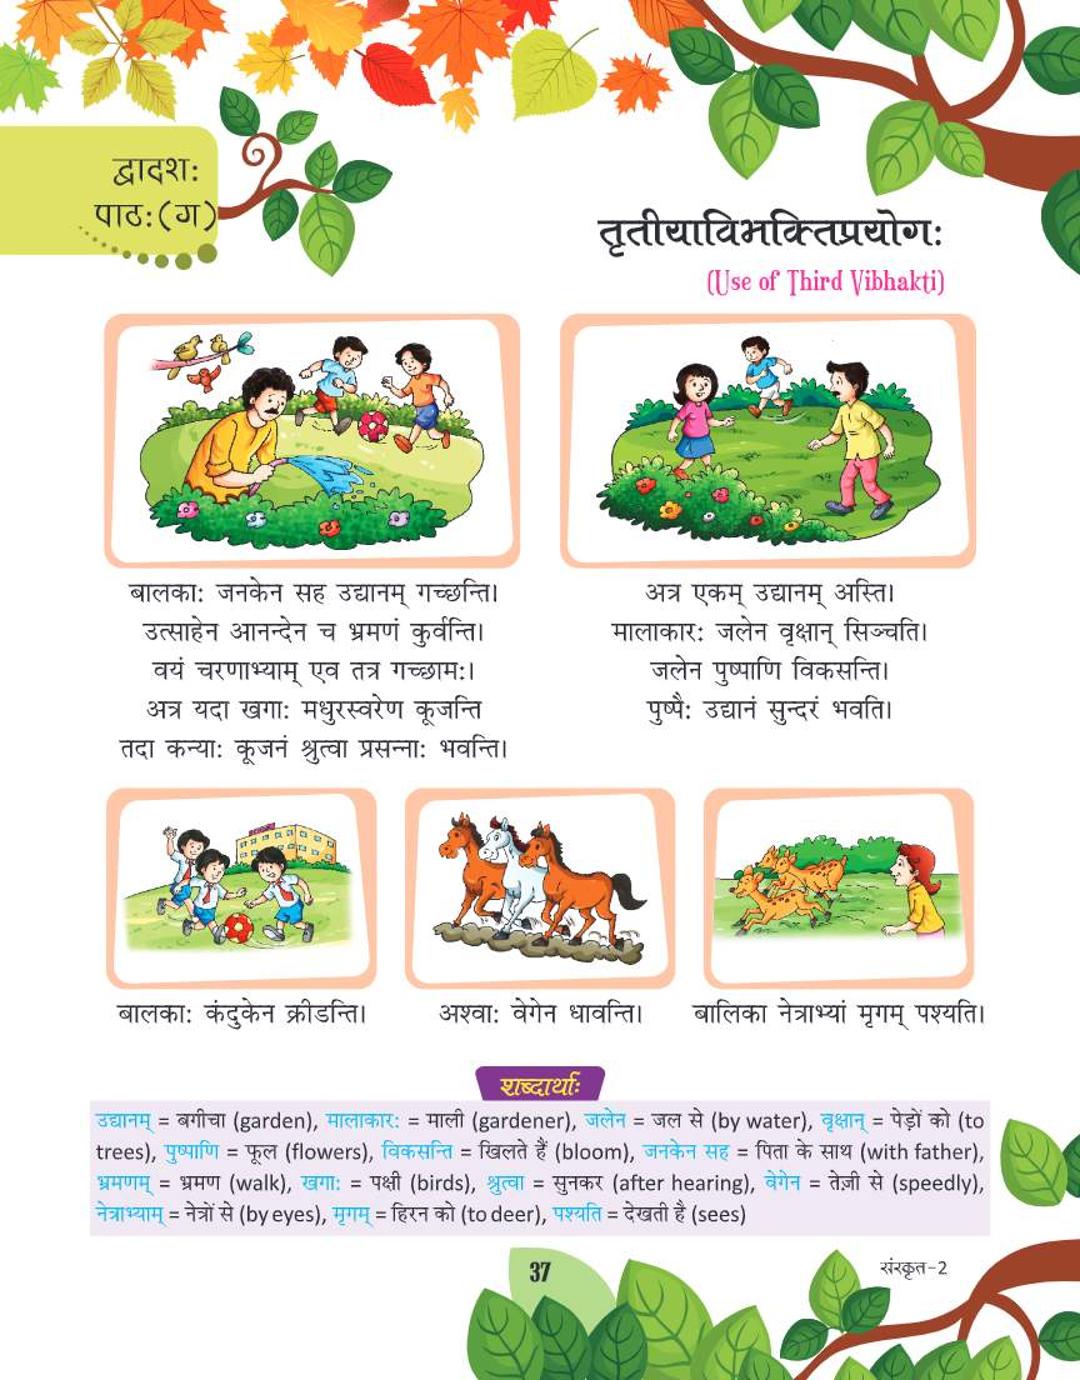 द्वादशः
पाठः(ग)
तृतीयाविभक्तिप्रयोगः
(Use of Third Vibhakti)
बालकाः जनकेन सह उद्यानम् गच्छन्ति।
उत्साहेन आनन्देन च भ्रमणं कुर्वन्ति।
वयं चरणाभ्याम् एव तत्र गच्छामः।
अत्र यदा खगाः मधुरस्वरेण कूजन्ति
तदा कन्याः कूजनं श्रुत्वा प्रसन्नाः भवन्ति।
अत्र एकम् उद्यानम् अस्ति।
मालाकारः जलेन वृक्षान् सिञ्चति।
जलेन पुष्पाणि विकसन्ति।
पुष्पैः उद्यानं सुन्दरं भवति।
बालकाः कंदुकेन क्रीडन्ति।
अश्वाः वेगेन धावन्ति।
बालिका नेत्राभ्यां मृगम् पश्यति।
शब्दार्थाः
उद्यानम् = बगीचा (garden), मालाकारः = माली (gardener), जलेन = जल से (by water), वृक्षान् = पेड़ों को (to
trees), पुष्पाणि = फूल (flowers), विकसन्ति = खिलते हैं (bloom), जनकेन सह = पिता के साथ (with father),
भ्रमणम् = भ्रमण (walk), खगाः = पक्षी (birds), श्रुत्वा = सुनकर (after hearing), वेगेन = तेज़ी से (speedly),
नेत्राभ्याम् = नेत्रों से (by eyes), मृगम् = हिरन को (to deer), पश्यति = देखती है (sees)
37
संस्कृत-2